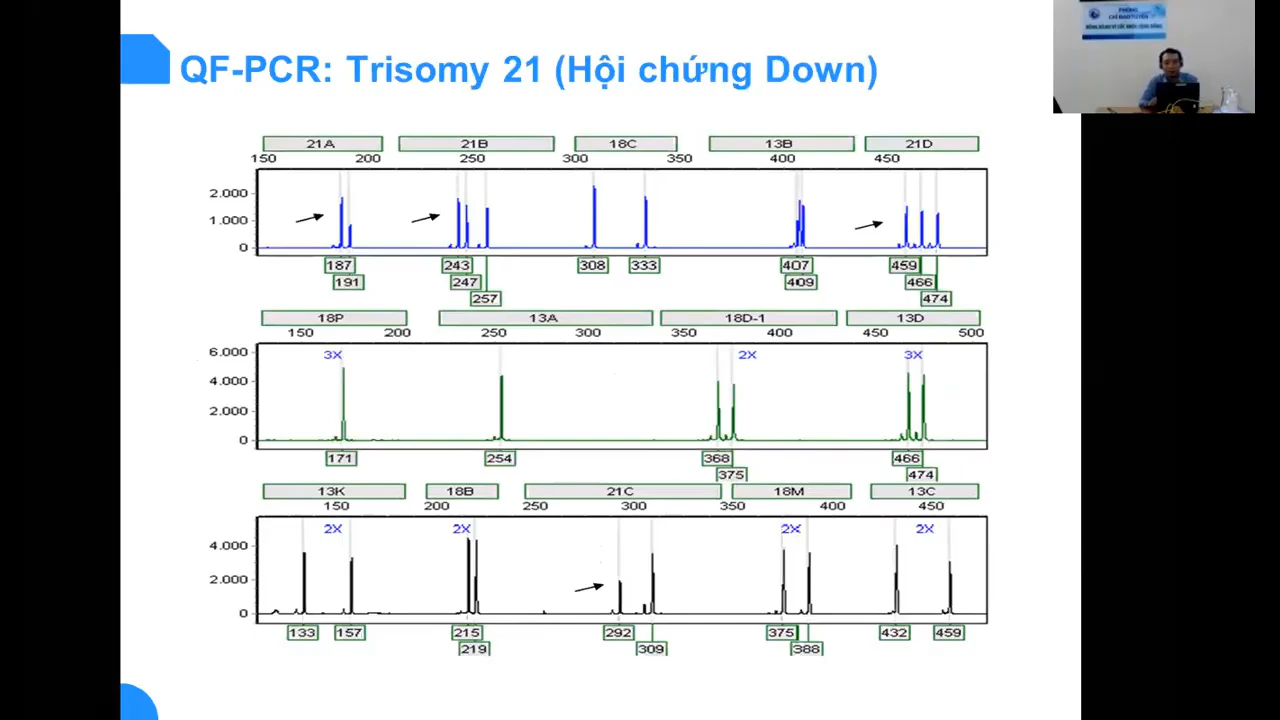 PHÒNG
CHỈ ĐẠO TUYẾN
QF-PCR: Trisomy 21 (Hội chứng Down)
21A 21B 18C 13B 21D
150 200 250 300 350 400 450
2.000
1.000
0
187 243 308 333 407 459
191 247 409 466
257 474
18P 13A 18D-1 13D
150 200 250 300 350 400 450 500
6.000 3X 2X 3X
4.000
2.000
0
171 254 368 466
375 474
13K 18B 21C 18M 13C
150 200 250 300 350 400 450
2X 2X 2X 2X
4.000
2.000
0
133 157 215 292 375 432 459
219 309 388